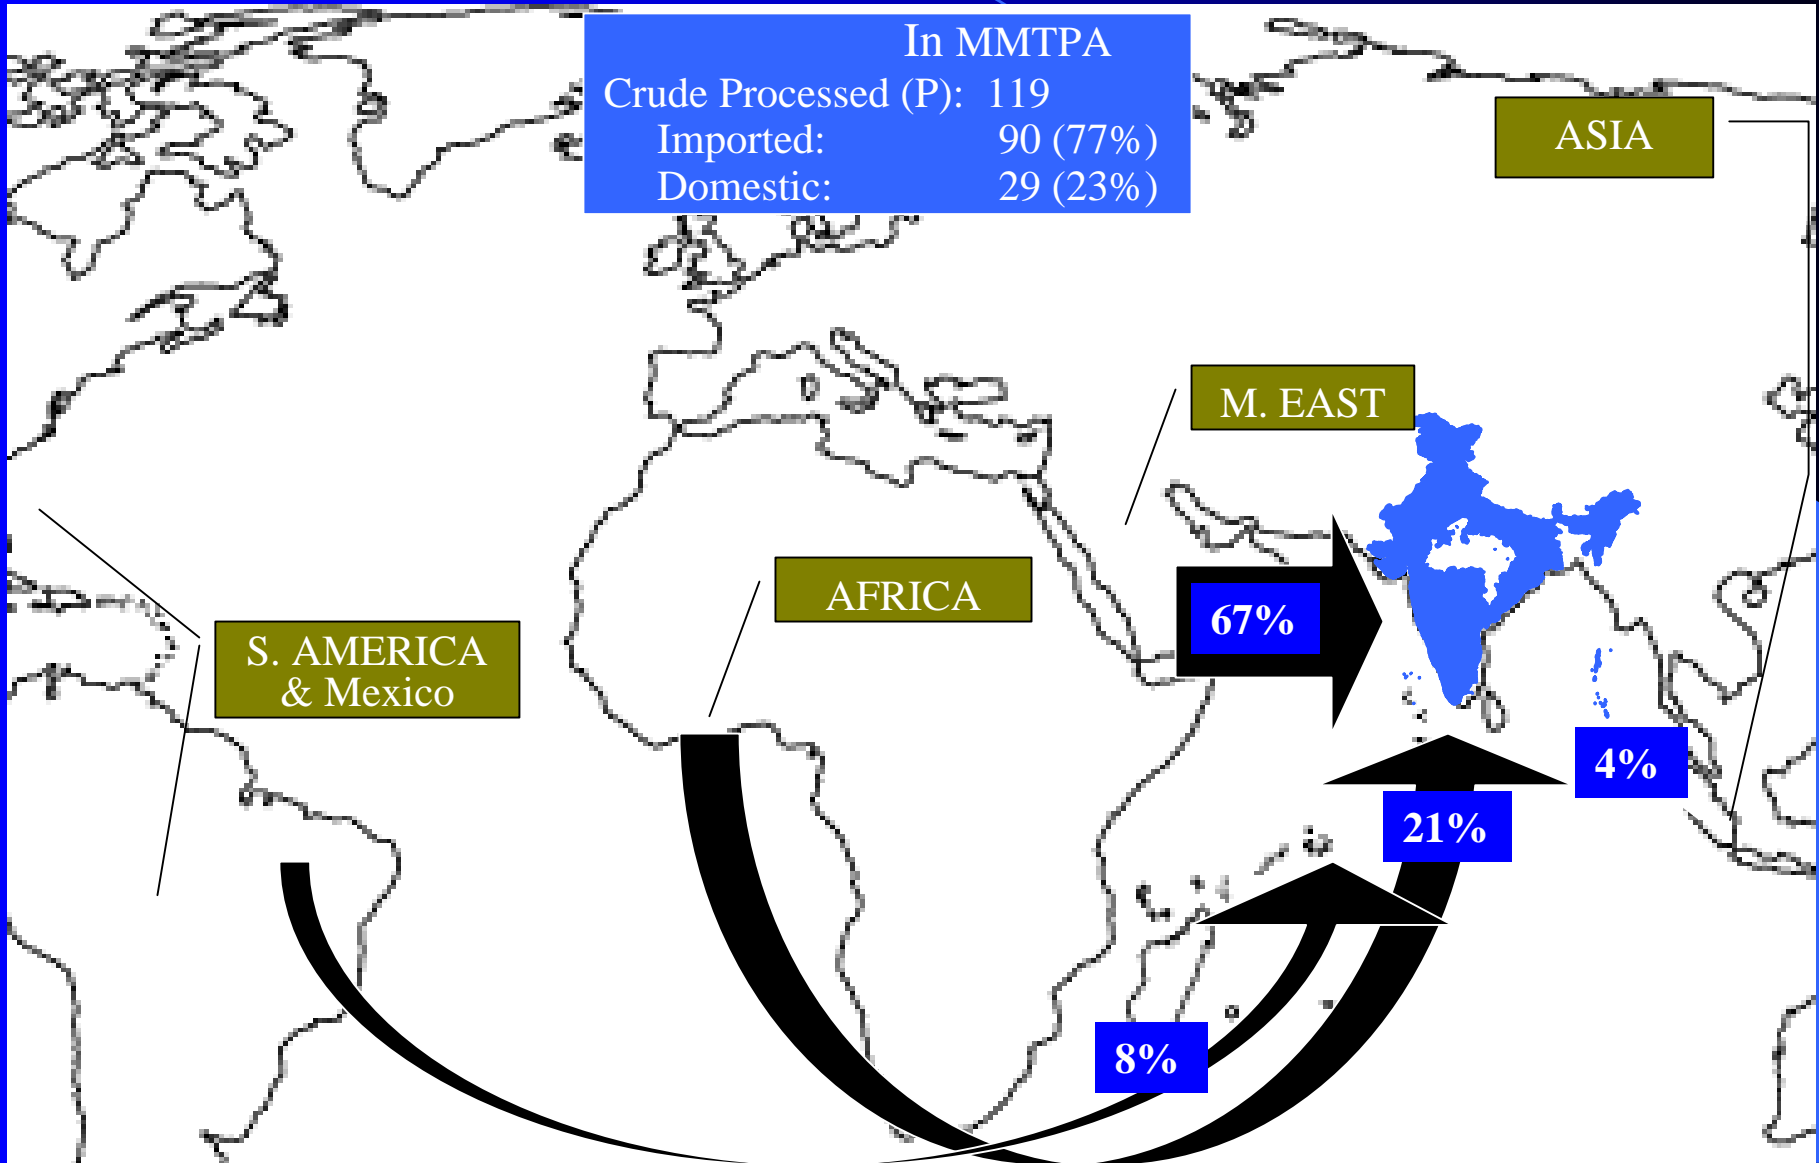 In MMTPA
Crude Processed (P): 119
Imported: 90 (77%)
Domestic: 29 (23%)
ASIA
M. EAST
AFRICA
67%
S. AMERICA
& Mexico
4%
21%
8%